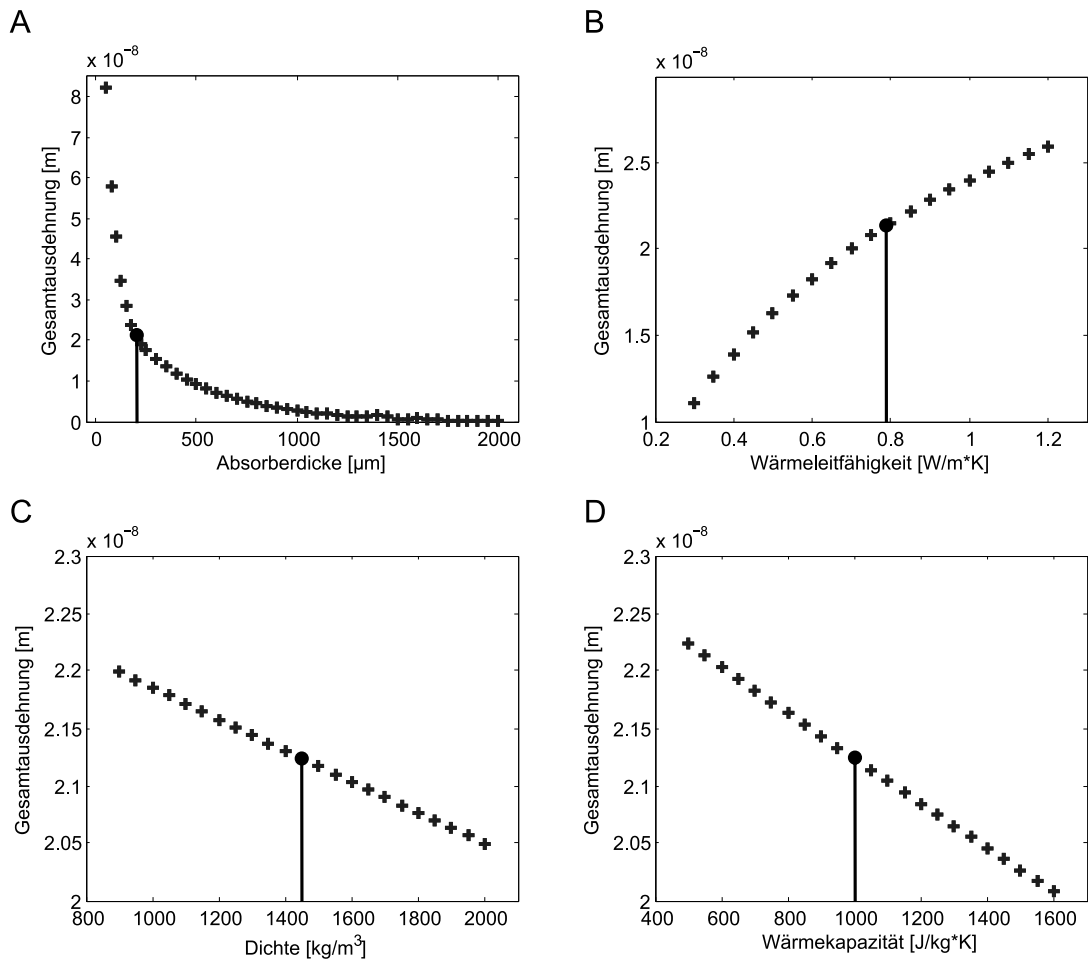 A
x 10⁻⁸
8
7
6
5
4
3
2
1
0
Gesamtausdehnung [m]
0 500 1000 1500 2000
Absorberdicke [µm]
B
x 10⁻⁸
2.5
2
1.5
1
Gesamtausdehnung [m]
0.2 0.4 0.6 0.8 1 1.2
Wärmeleitfähigkeit [W/m*K]
C
x 10⁻⁸
2.3
2.25
2.2
2.15
2.1
2.05
2
Gesamtausdehnung [m]
800 1000 1200 1400 1600 1800 2000
Dichte [kg/m³]
D
x 10⁻⁸
2.3
2.25
2.2
2.15
2.1
2.05
2
Gesamtausdehnung [m]
400 600 800 1000 1200 1400 1600
Wärmekapazität [J/kg*K]